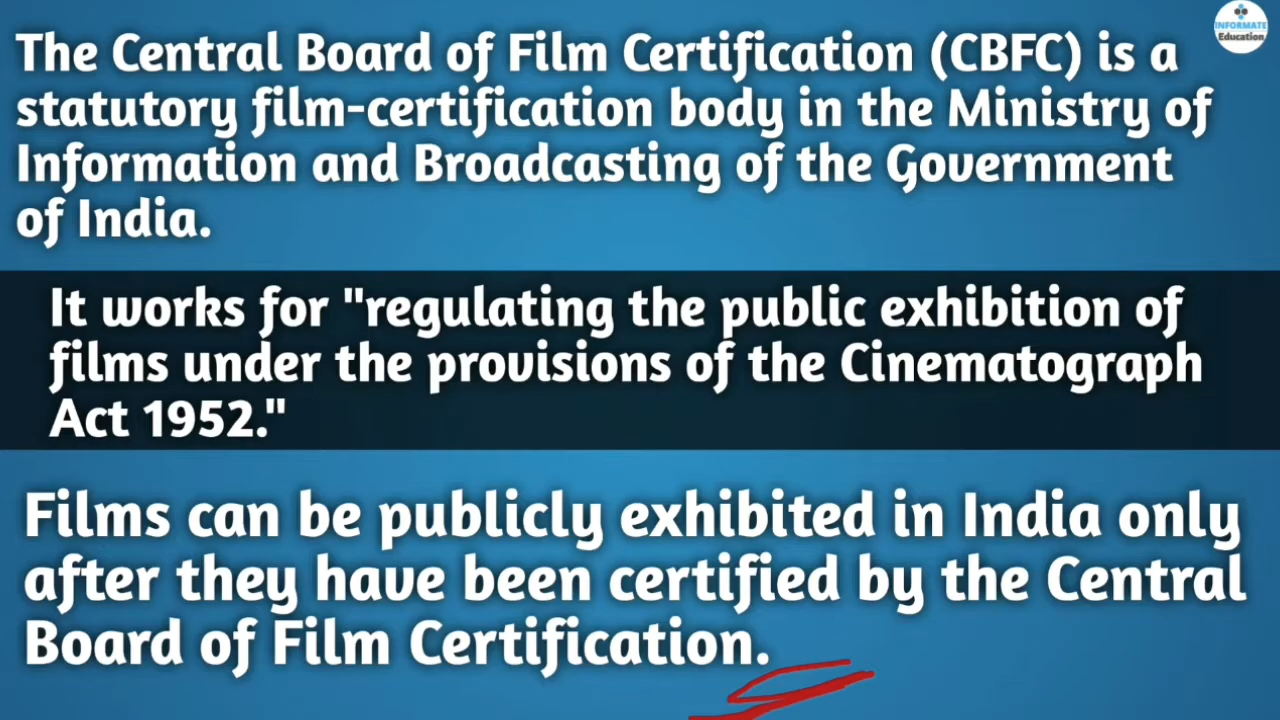 INFORMATE
Education
The Central Board of Film Certification (CBFC) is a
statutory film-certification body in the Ministry of
Information and Broadcasting of the Government
of India.
It works for "regulating the public exhibition of
films under the provisions of the Cinematograph
Act 1952."
Films can be publicly exhibited in India only
after they have been certified by the Central
Board of Film Certification.